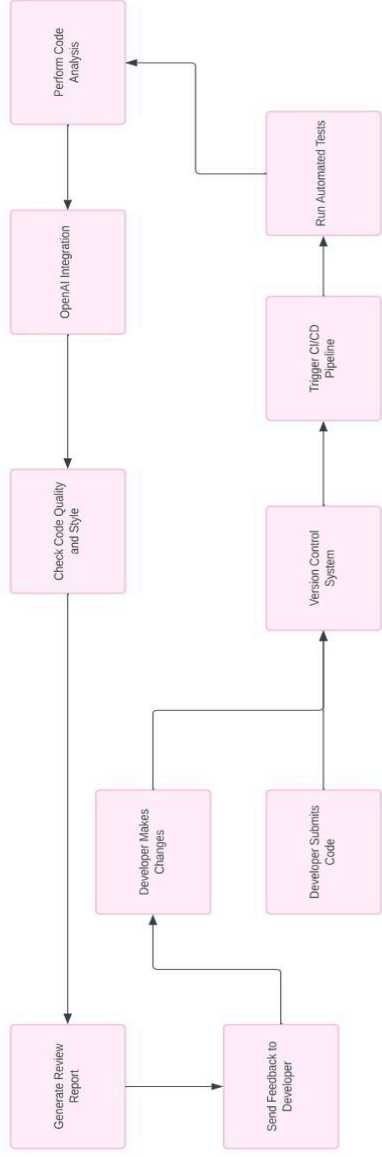 Developer Submits
Code
Version Control
System
Trigger CI/CD
Pipeline
Run Automated Tests
Perform Code
Analysis
OpenAI Integration
Check Code Quality
and Style
Generate Review
Report
Send Feedback to
Developer
Developer Makes
Changes